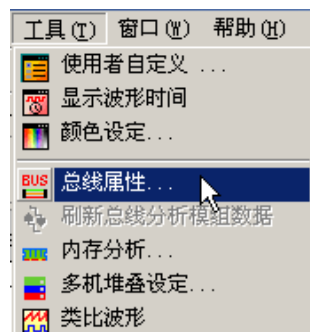 工具(T) 窗口(W) 帮助(H)
使用者自定义 ...
显示波形时间
颜色设定...
BUS 总线属性...
刷新总线分析模组数据
内存分析...
多机堆叠设定...
类比波形